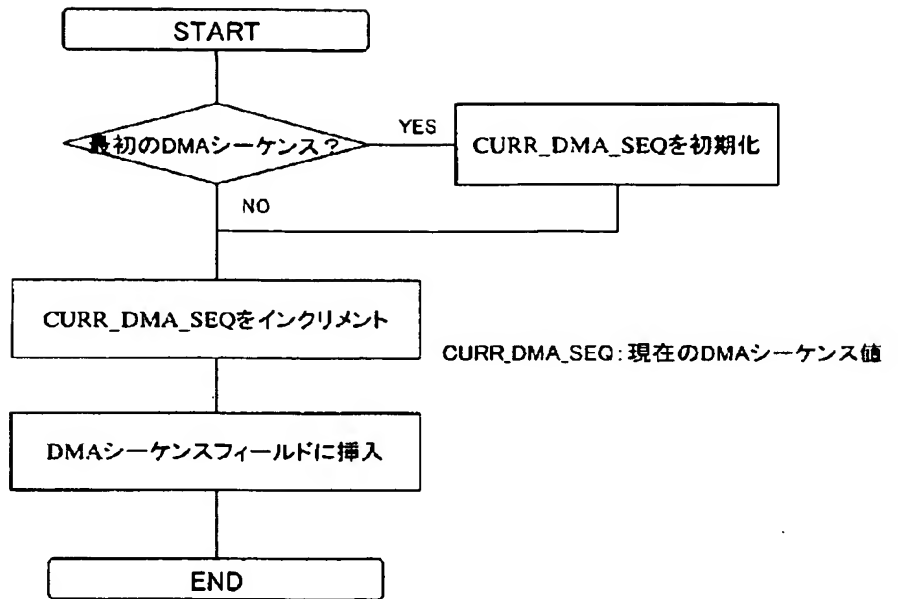 START
最初のDMAシーケンス?
YES
CURR_DMA_SEQを初期化
NO
CURR_DMA_SEQをインクリメント
CURR_DMA_SEQ:現在のDMAシーケンス値
DMAシーケンスフィールドに挿入
END